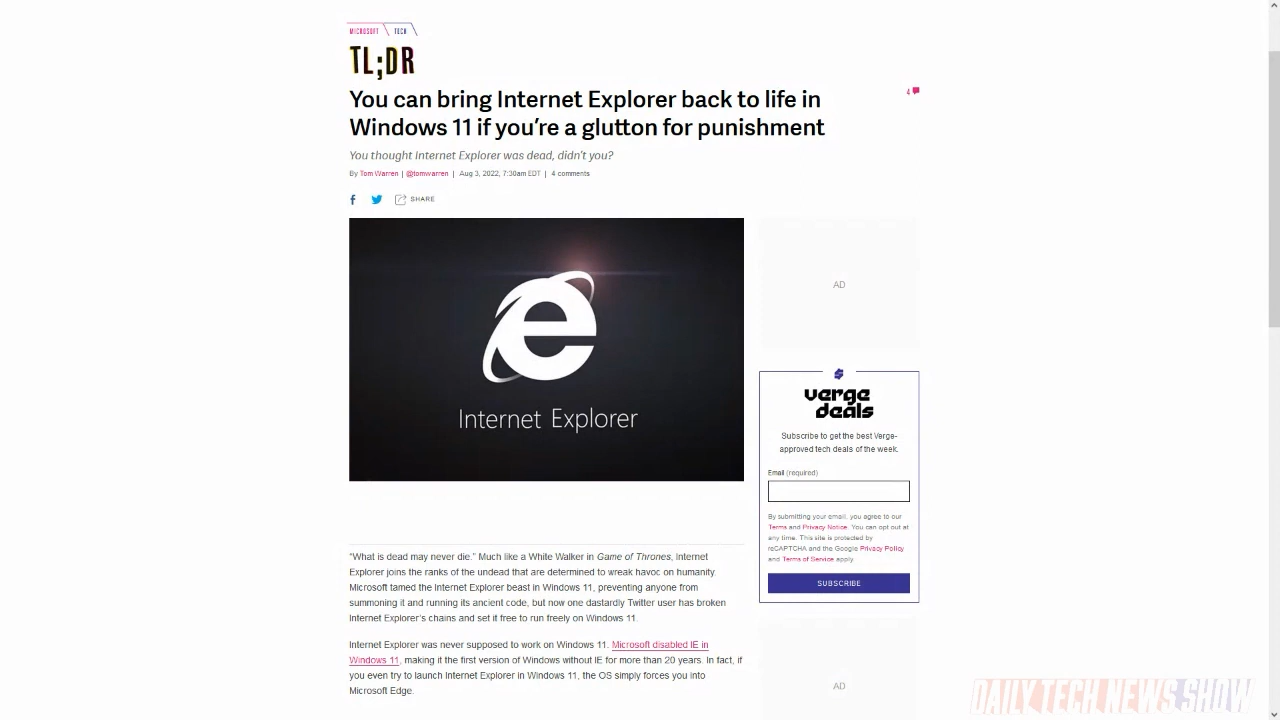 MICROSOFT TECH
TL;DR
You can bring Internet Explorer back to life in
Windows 11 if you’re a glutton for punishment
4
You thought Internet Explorer was dead, didn’t you?
By Tom Warren | @tomwarren | Aug 3, 2022, 7:30am EDT | 4 comments
SHARE
Internet Explorer
"What is dead may never die." Much like a White Walker in Game of Thrones, Internet
Explorer joins the ranks of the undead that are determined to wreak havoc on humanity.
Microsoft tamed the Internet Explorer beast in Windows 11, preventing anyone from
summoning it and running its ancient code, but now one dastardly Twitter user has broken
Internet Explorer’s chains and set it free to run freely on Windows 11.
Internet Explorer was never supposed to work on Windows 11. Microsoft disabled IE in
Windows 11, making it the first version of Windows without IE for more than 20 years. In fact, if
you even try to launch Internet Explorer in Windows 11, the OS simply forces you into
Microsoft Edge.
AD
verge
deals
Subscribe to get the best Verge-
approved tech deals of the week.
Email (required)
By submitting your email, you agree to our
Terms and Privacy Notice. You can opt out at
any time. This site is protected by
reCAPTCHA and the Google Privacy Policy
and Terms of Service apply.
SUBSCRIBE
AD
DAILY TECH NEWS SHOW